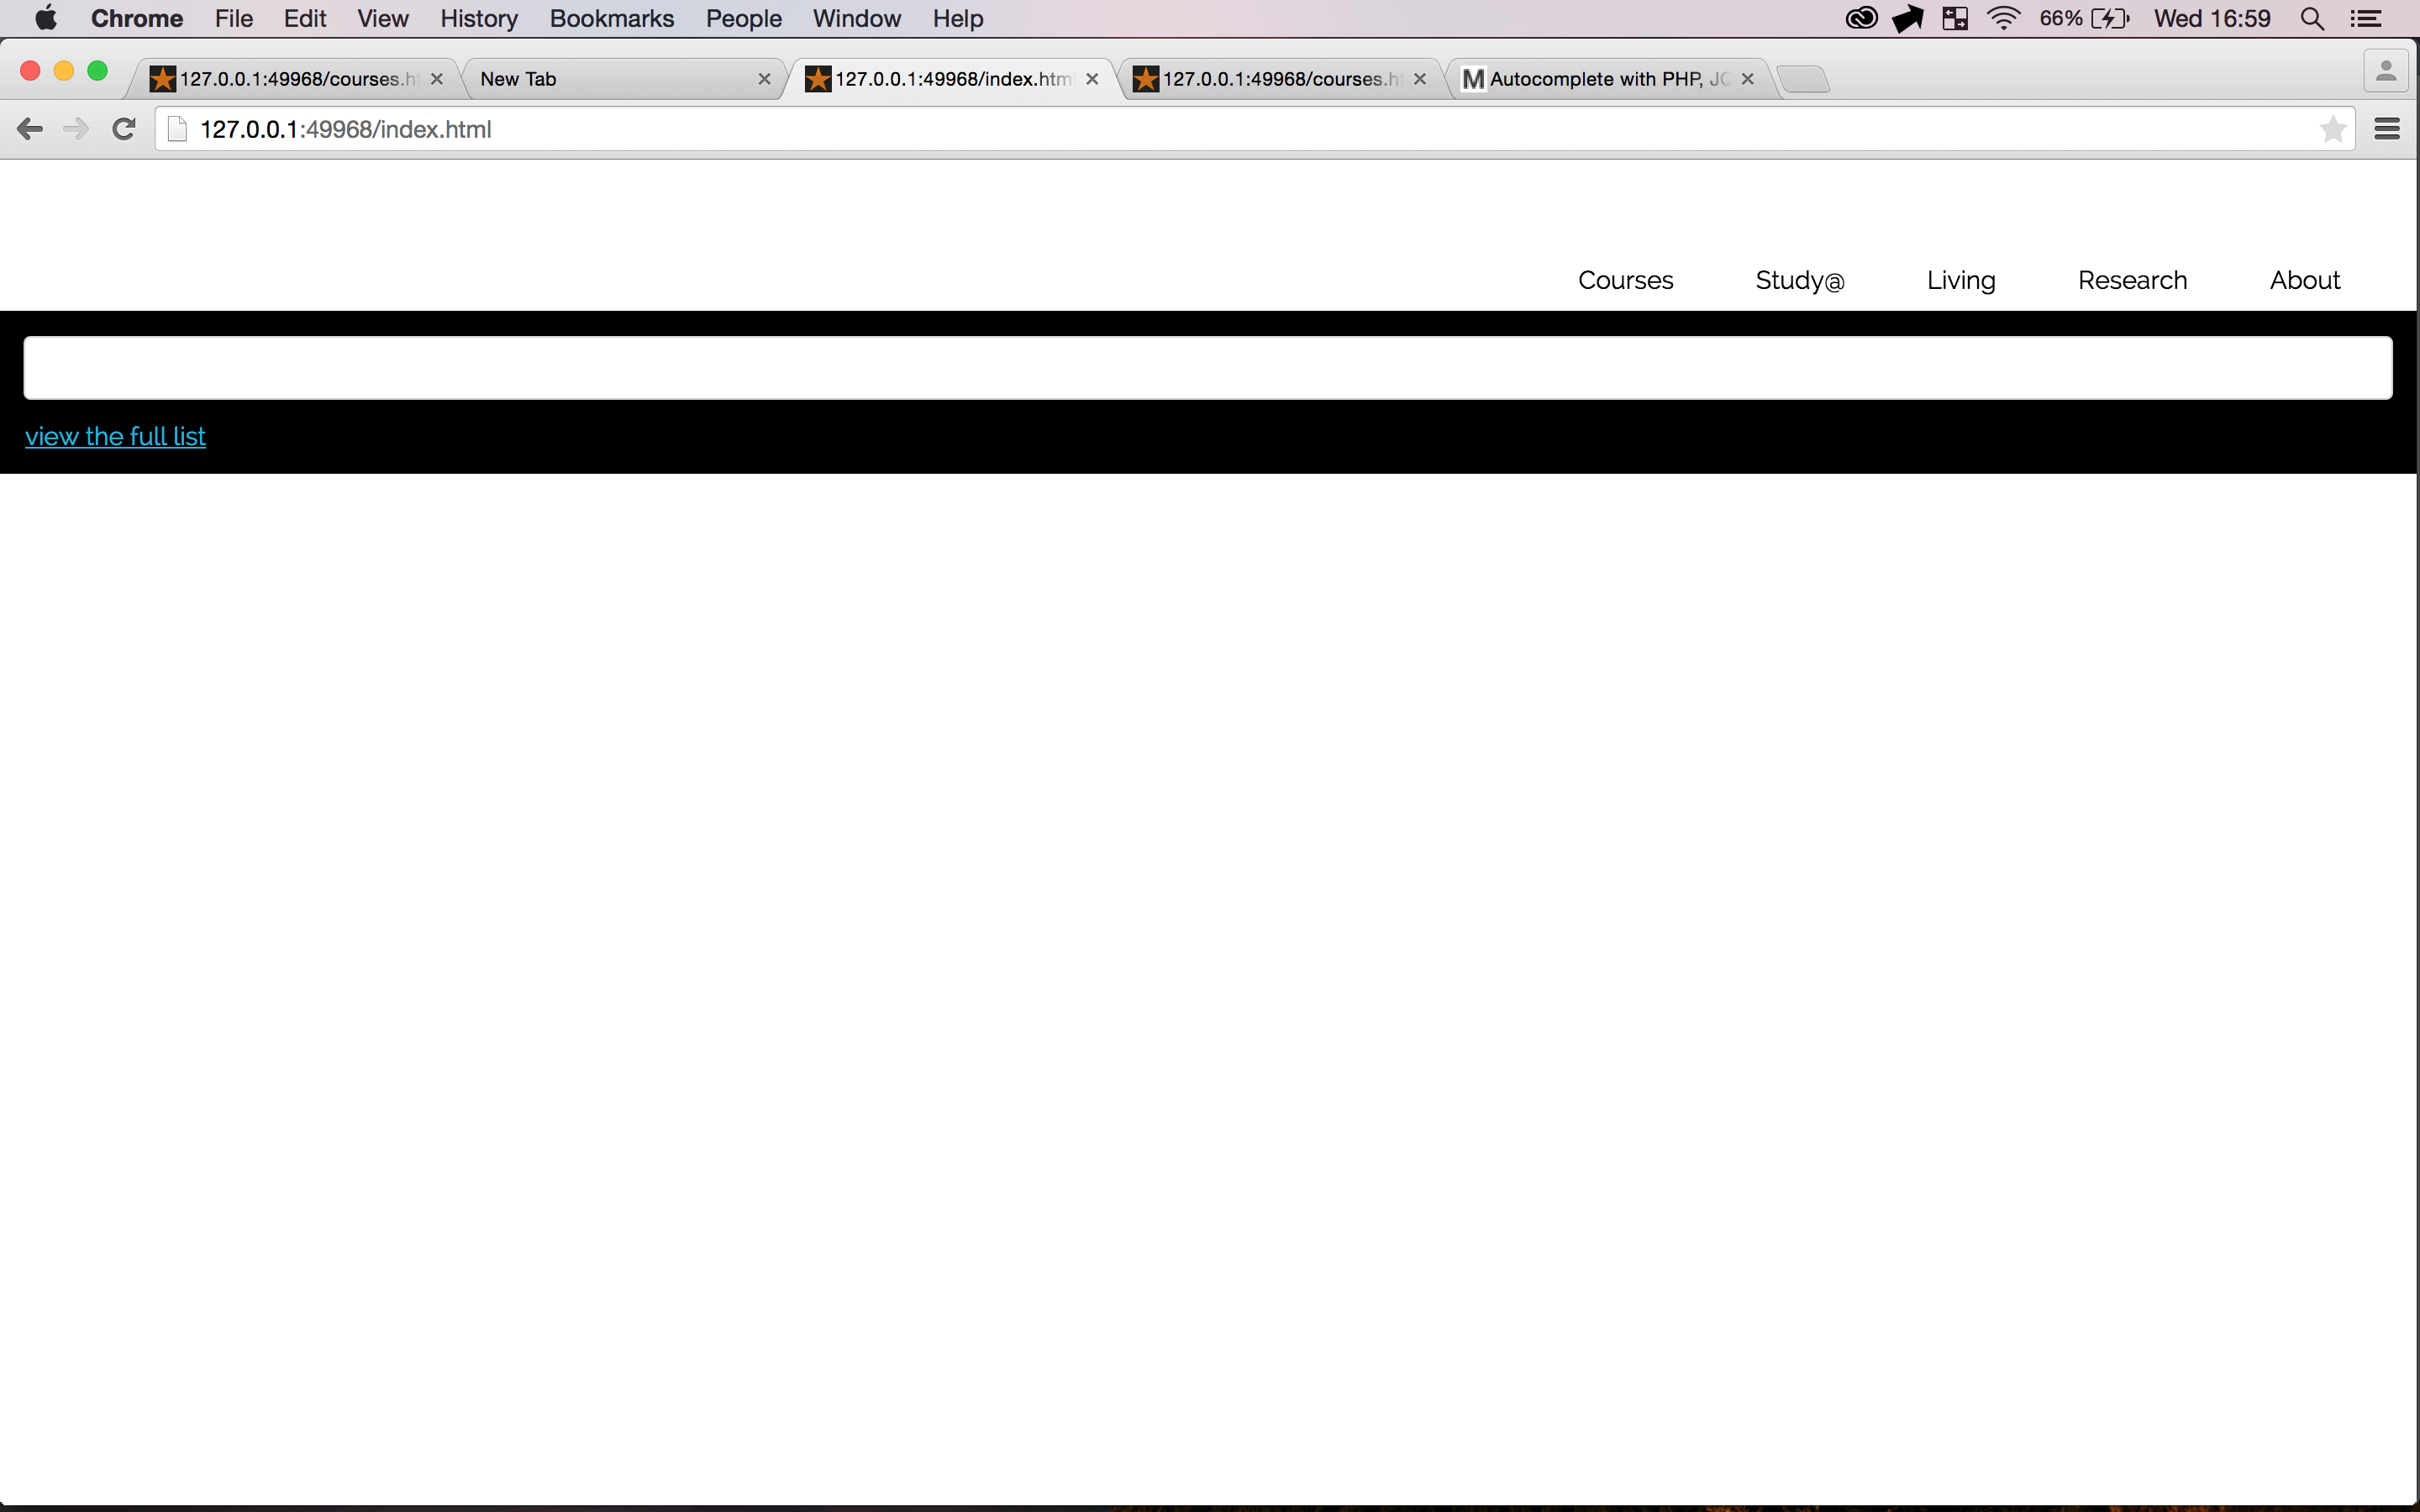 Chrome File Edit View History Bookmarks People Window Help 66% Wed 16:59
127.0.0.1:49968/courses.h New Tab 127.0.0.1:49968/index.htm 127.0.0.1:49968/courses.h M Autocomplete with PHP, JQ
127.0.0.1:49968/index.html
Courses Study@ Living Research About
view the full list